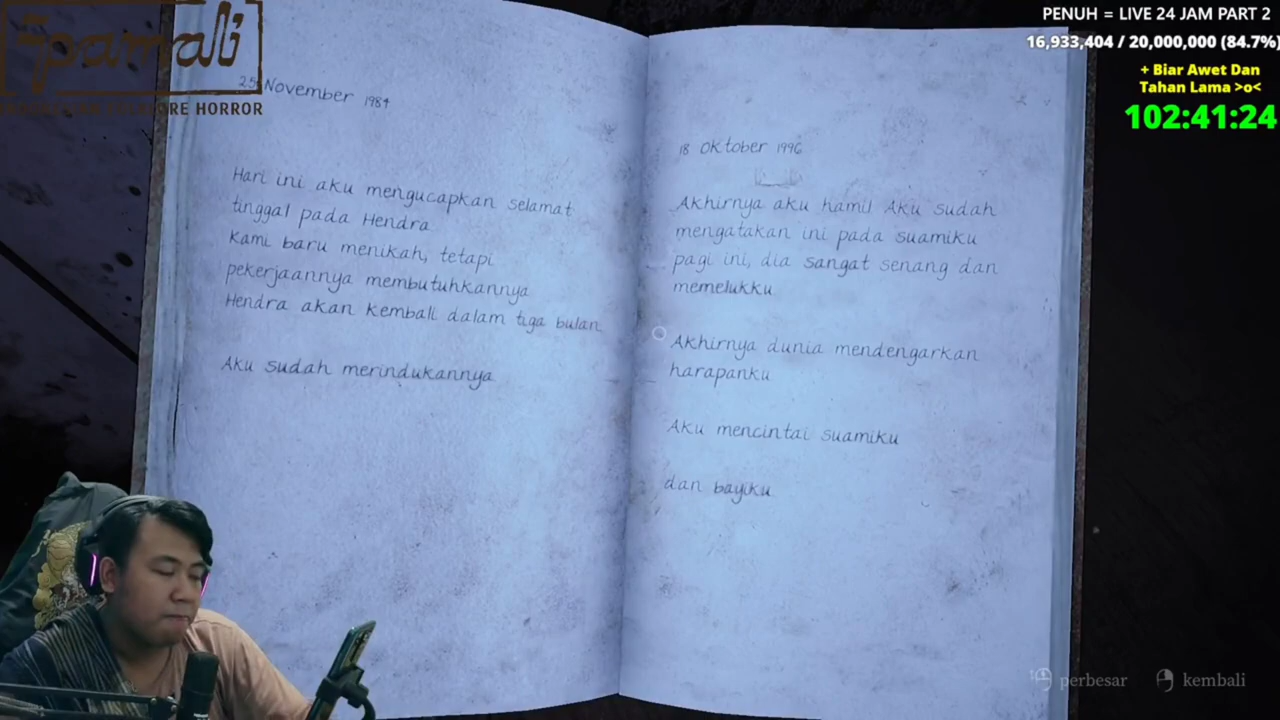 pamali
FOLKLORE HORROR
PENUH = LIVE 24 JAM PART 2
16,933,404 / 20,000,000 (84.7%)
+ Biar Awet Dan
Tahan Lama >o<
102:41:24
25 November 1984
Hari ini aku mengucapkan selamat
tinggal pada Hendra
Kami baru menikah, tetapi
pekerjaannya membutuhkannya
Hendra akan kembali dalam tiga bulan
Aku sudah merindukannya
18 Oktober 1996
Akhirnya aku hamil Aku sudah
mengatakan ini pada suamiku
pagi ini, dia sangat senang dan
memelukku
Akhirnya dunia mendengarkan
harapanku
Aku mencintai suamiku
dan bayiku
perbesar
kembali